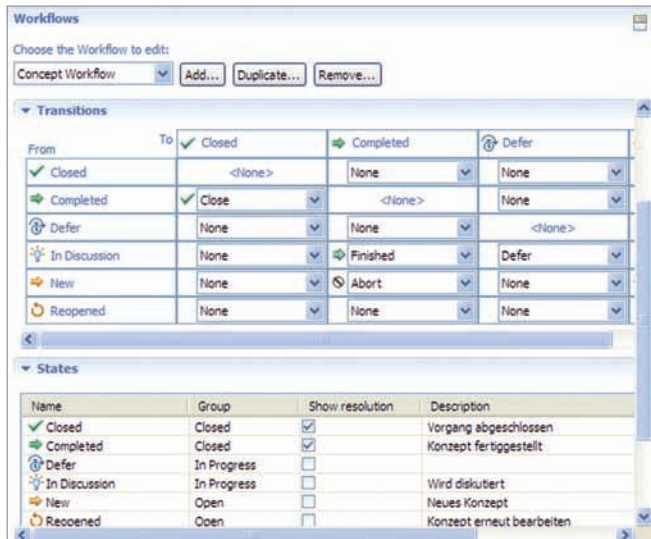 Workflows
Choose the Workflow to edit:
Concept Workflow Add... Duplicate... Remove...
Transitions
From To Closed Completed Defer
Closed <None> None None
Completed Close <None> None
Defer None None <None>
In Discussion None Finished Defer
New None Abort None
Reopened None None None
States
Name Group Show resolution Description
Closed Closed Vorgang abgeschlossen
Completed Closed Konzept fertiggestellt
Defer In Progress
In Discussion In Progress Wird diskutiert
New Open Neues Konzept
Reopened Open Konzept erneut bearbeiten